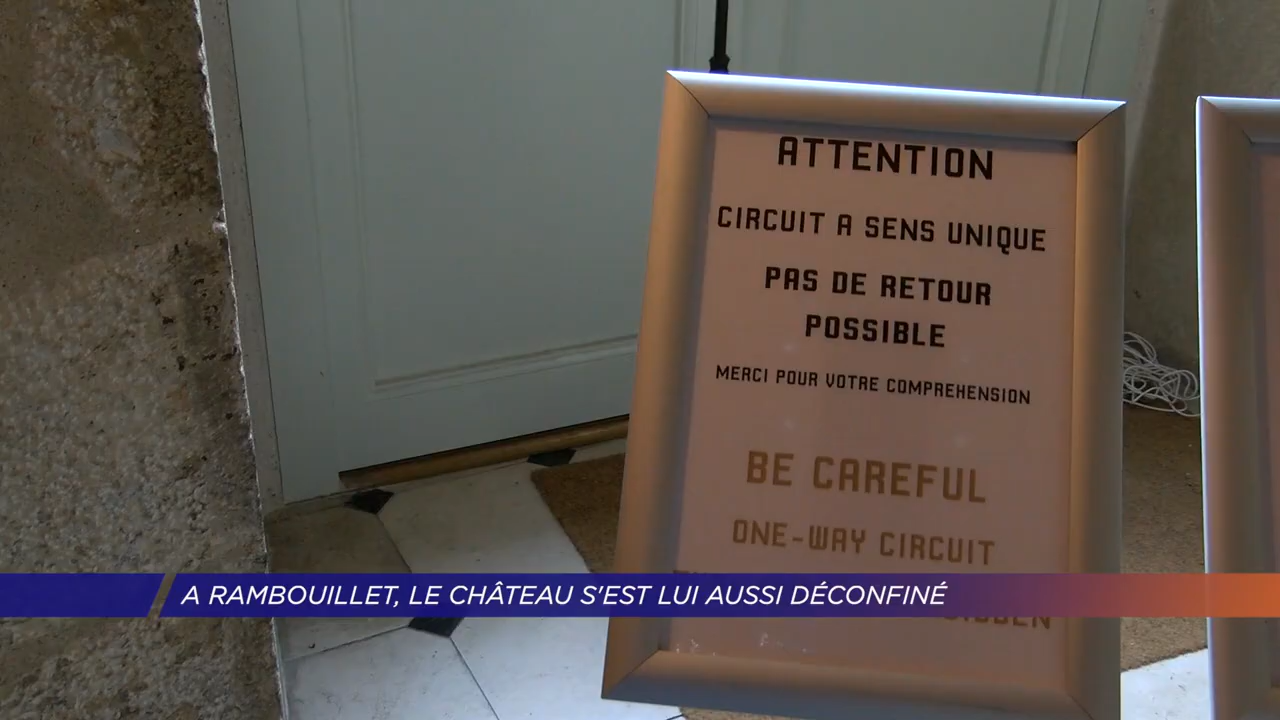 ATTENTION
CIRCUIT A SENS UNIQUE
PAS DE RETOUR
POSSIBLE
MERCI POUR VOTRE COMPREHENSION
BE CAREFUL
ONE-WAY CIRCUIT
A RAMBOUILLET, LE CHÂTEAU S'EST LUI AUSSI DÉCONFINÉ